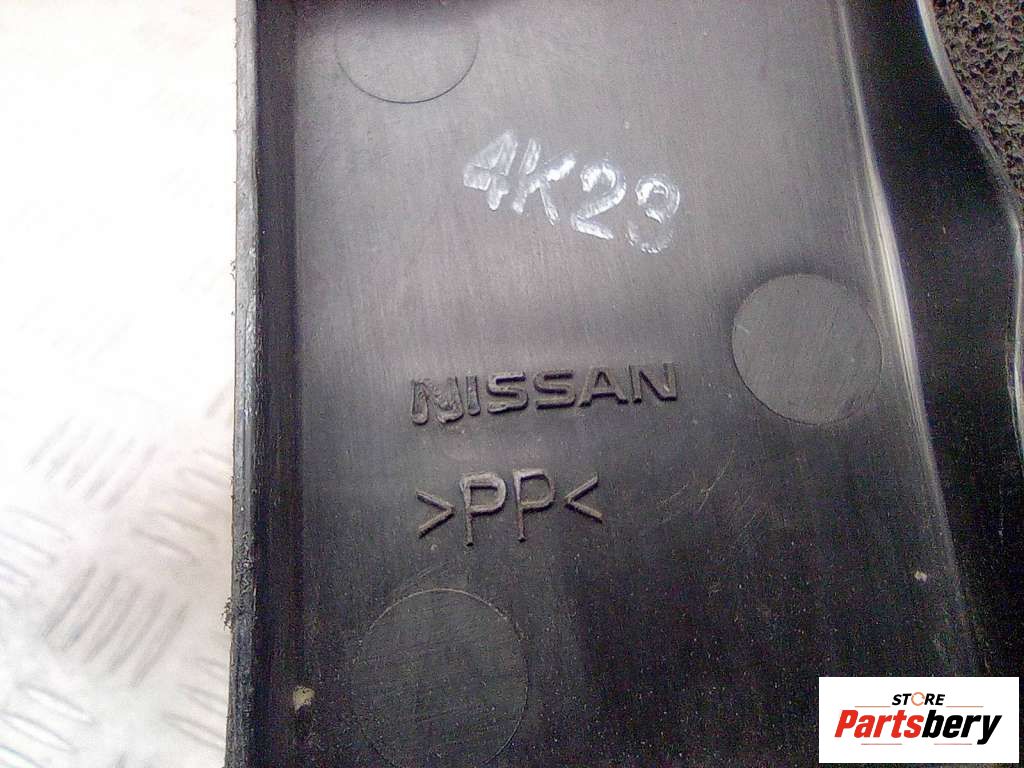 4K23
NISSAN
>PP<
STORE
Partsbery